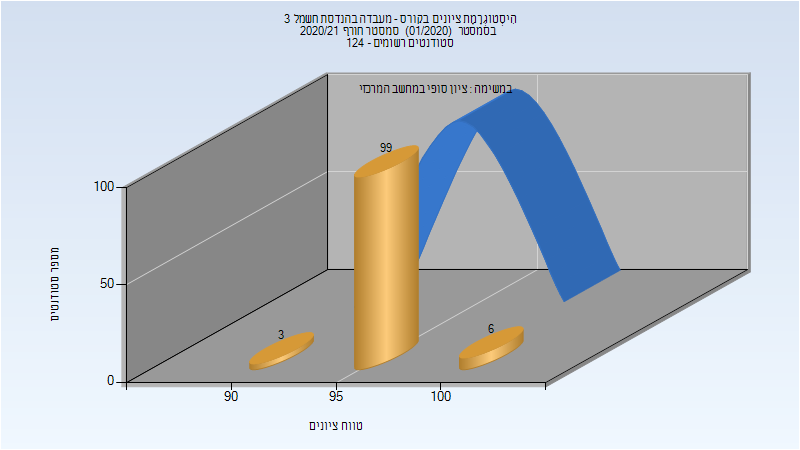 היסטוגרמת ציונים בקורס - מעבדה בהנדסת חשמל 3
בסמסטר (01/2020) סמסטר חורף 2020/21
סטודנטים רשומים - 124
במשימה : ציון סופי במחשב המרכזי
מספר סטודנטים
100
50
0
99
3
6
90
95
100
טווח ציונים